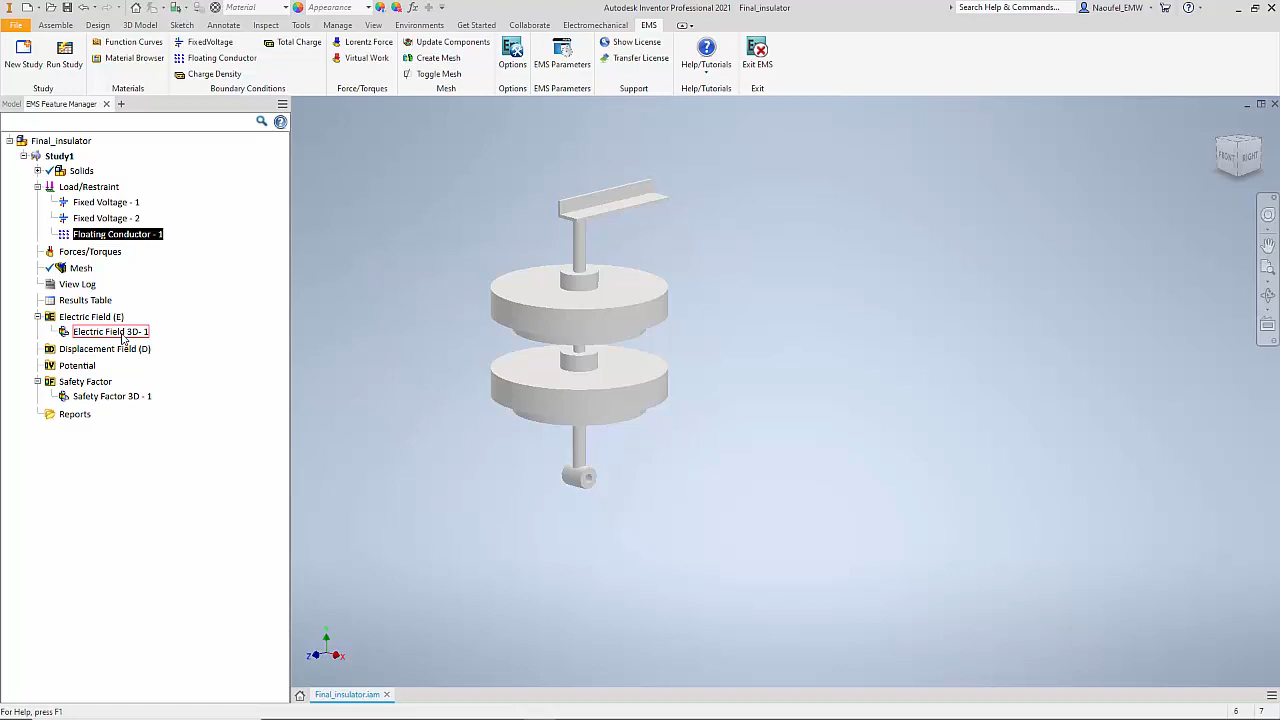 Material
Appearance
Autodesk Inventor Professional 2021 Final_insulator
Search Help & Commands...
Naoufel_EMW
File Assemble Design 3D Model Sketch Annotate Inspect Tools Manage View Environments Get Started Collaborate Electromechanical EMS
New Study
Run Study
Study
Function Curves
Material Browser
Materials
FixedVoltage
Floating Conductor
Charge Density
Total Charge
Boundary Conditions
Lorentz Force
Virtual Work
Force/Torques
Update Components
Create Mesh
Toggle Mesh
Mesh
Options
Options
EMS Parameters
EMS Parameters
Show License
Transfer License
Support
Help/Tutorials
Help/Tutorials
Exit EMS
Exit
Model EMS Feature Manager
Final_insulator
Study1
Solids
Load/Restraint
Fixed Voltage - 1
Fixed Voltage - 2
Floating Conductor - 1
Forces/Torques
Mesh
View Log
Results Table
Electric Field (E)
Electric Field 3D- 1
Displacement Field (D)
Potential
Safety Factor
Safety Factor 3D - 1
Reports
FRONT RIGHT
Y
Z X
Final_insulator.iam
For Help, press F1
6 7